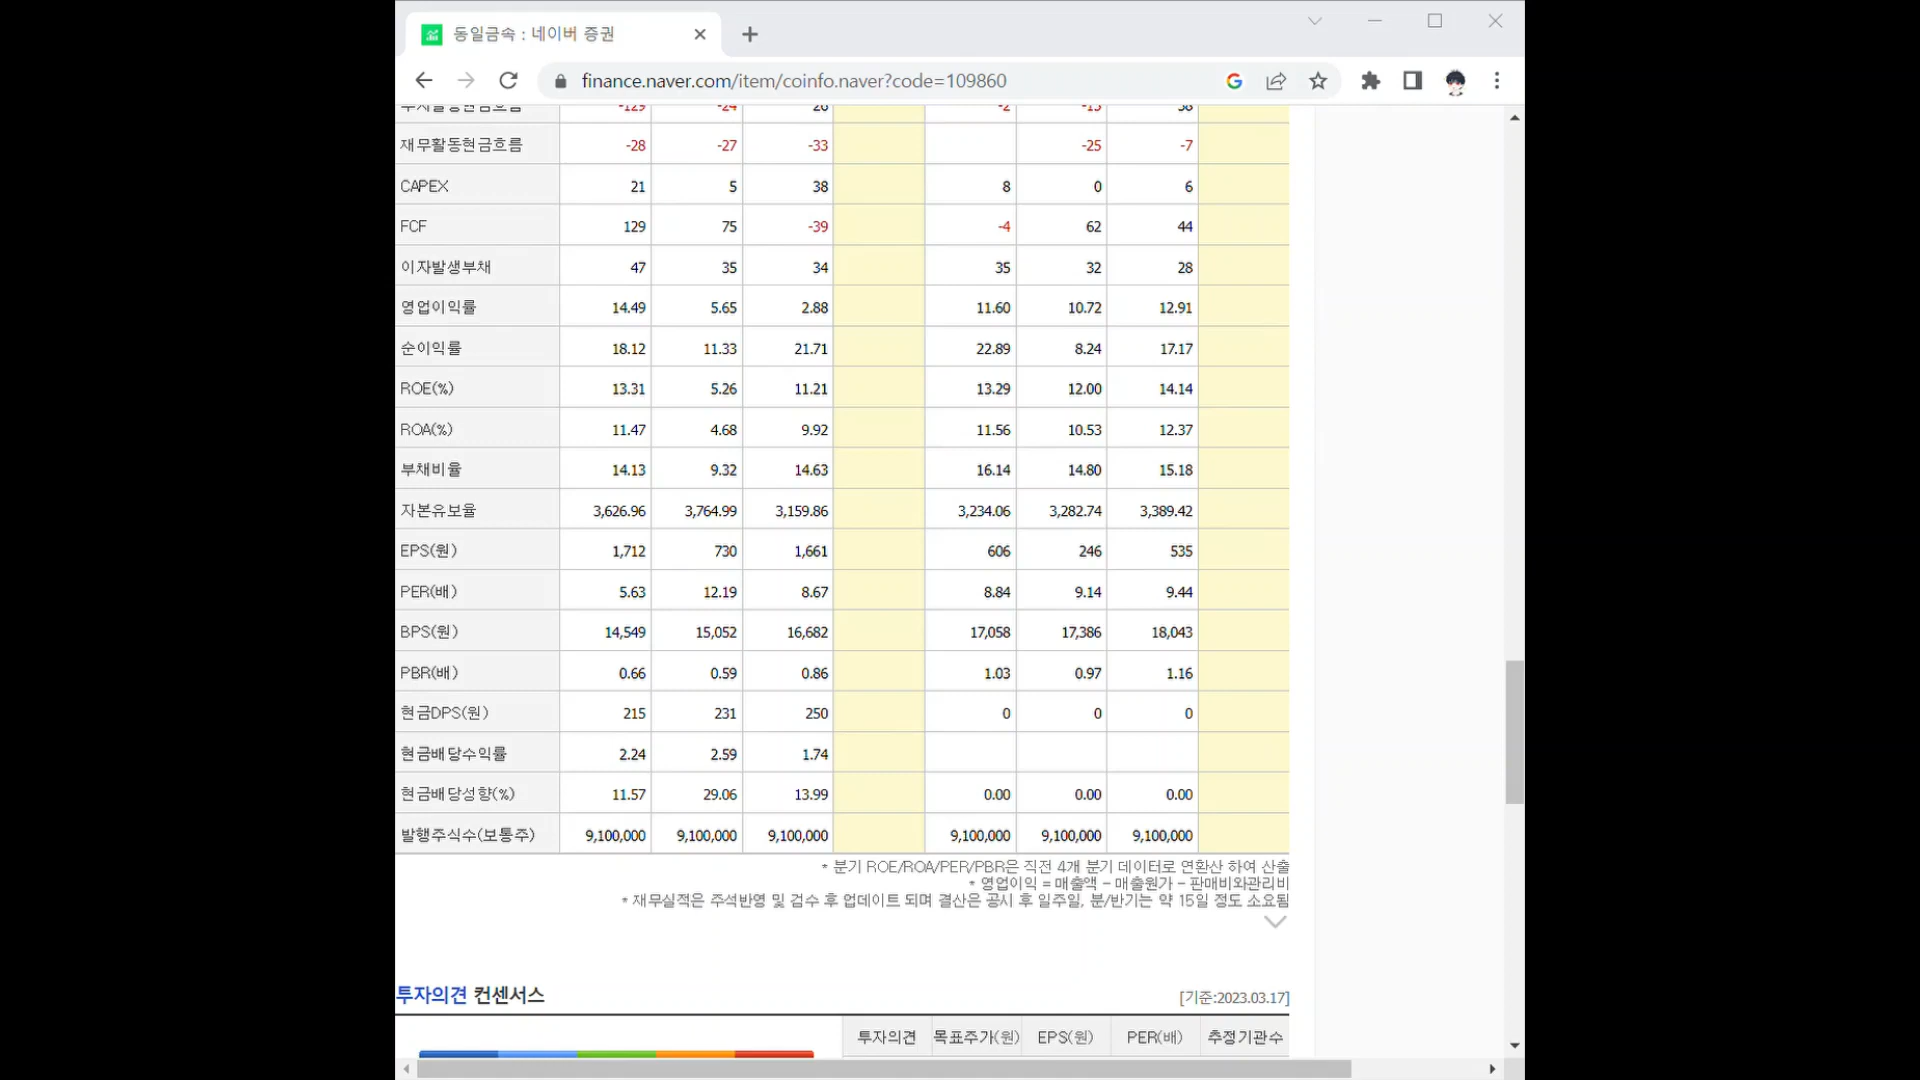 동일금속 : 네이버 증권
finance.naver.com/item/coinfo.naver?code=109860
투자활동현금흐름 -129 -24 26 -2 -15 38
재무활동현금흐름 -28 -27 -33 -25 -7
CAPEX 21 5 38 8 0 6
FCF 129 75 -39 -4 62 44
이자발생부채 47 35 34 35 32 28
영업이익률 14.49 5.65 2.88 11.60 10.72 12.91
순이익률 18.12 11.33 21.71 22.89 8.24 17.17
ROE(%) 13.31 5.26 11.21 13.29 12.00 14.14
ROA(%) 11.47 4.68 9.92 11.56 10.53 12.37
부채비율 14.13 9.32 14.63 16.14 14.80 15.18
자본유보율 3,626.96 3,764.99 3,159.86 3,234.06 3,282.74 3,389.42
EPS(원) 1,712 730 1,661 606 246 535
PER(배) 5.63 12.19 8.67 8.84 9.14 9.44
BPS(원) 14,549 15,052 16,682 17,058 17,386 18,043
PBR(배) 0.66 0.59 0.86 1.03 0.97 1.16
현금DPS(원) 215 231 250 0 0 0
현금배당수익률 2.24 2.59 1.74
현금배당성향(%) 11.57 29.06 13.99 0.00 0.00 0.00
발행주식수(보통주) 9,100,000 9,100,000 9,100,000 9,100,000 9,100,000 9,100,000
* 분기 ROE/ROA/PER/PBR은 직전 4개 분기 데이터로 연환산 하여 산출
* 영업이익 = 매출액 - 매출원가 - 판매비와관리비
* 재무실적은 주석반영 및 검수 후 업데이트 되며 결산은 공시 후 일주일, 분/반기는 약 15일 정도 소요됨
투자의견 컨센서스 [기준:2023.03.17]
투자의견 목표주가(원) EPS(원) PER(배) 추정기관수